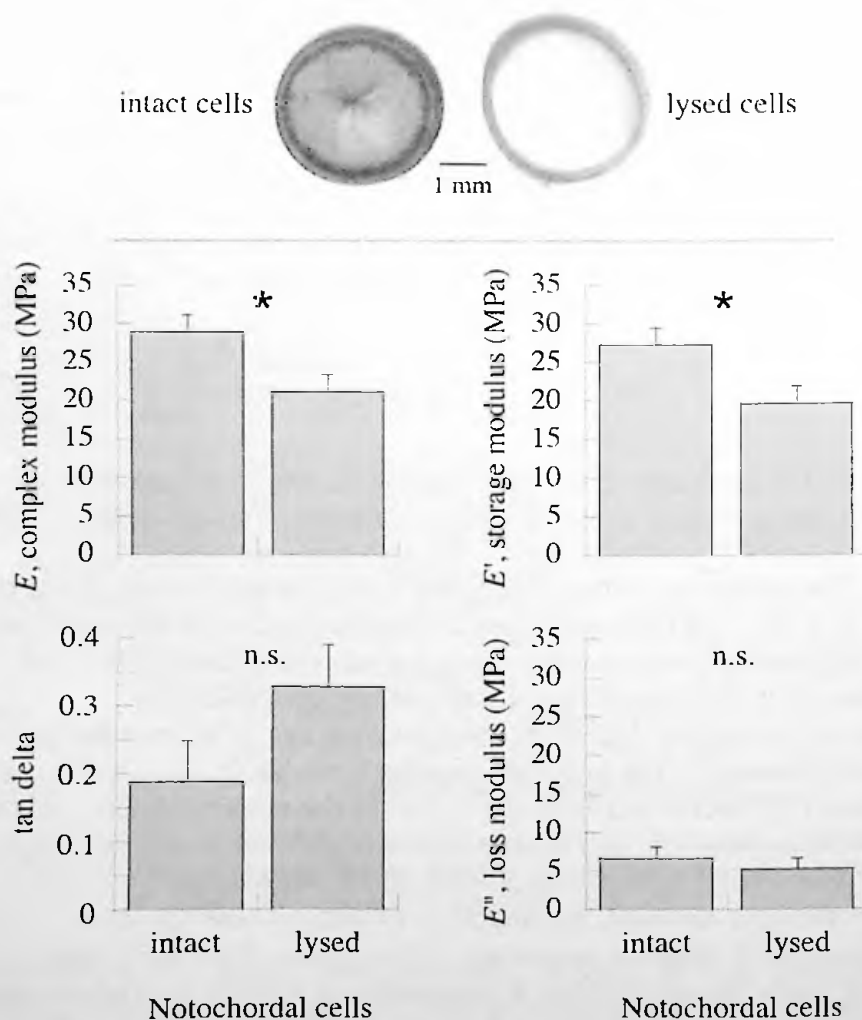 intact cells
lysed cells
1 mm
E, complex modulus (MPa)
35
30
25
20
15
10
5
0
*
E', storage modulus (MPa)
35
30
25
20
15
10
5
0
*
tan delta
0.4
0.3
0.2
0.1
0
n.s.
intact
lysed
Notochordal cells
E", loss modulus (MPa)
35
30
25
20
15
10
5
0
n.s.
intact
lysed
Notochordal cells